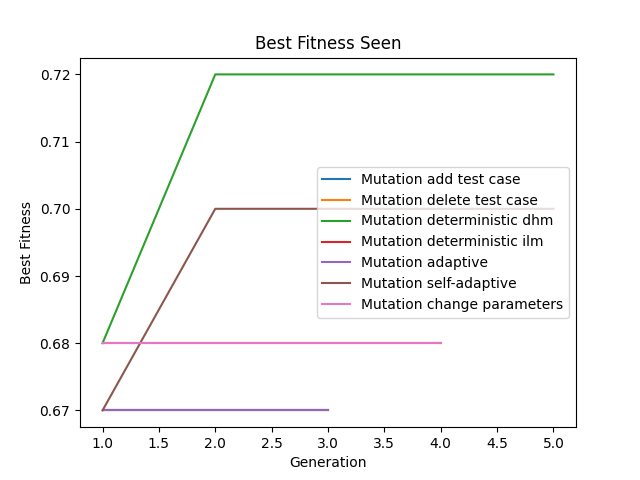 Best Fitness Seen
Best Fitness
0.72
0.71
0.70
0.69
0.68
0.67
Mutation add test case
Mutation delete test case
Mutation deterministic dhm
Mutation deterministic ilm
Mutation adaptive
Mutation self-adaptive
Mutation change parameters
1.0 1.5 2.0 2.5 3.0 3.5 4.0 4.5 5.0
Generation